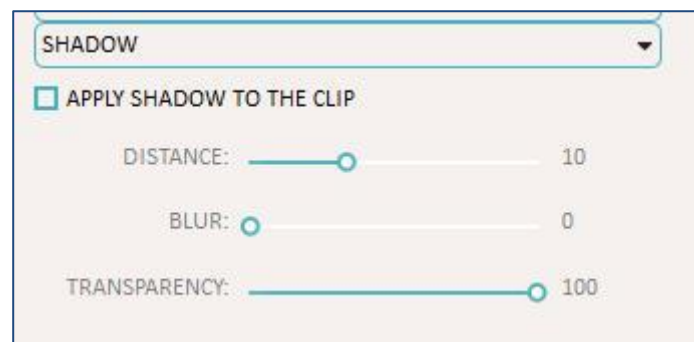 SHADOW
APPLY SHADOW TO THE CLIP
DISTANCE: 10
BLUR: 0
TRANSPARENCY: 100